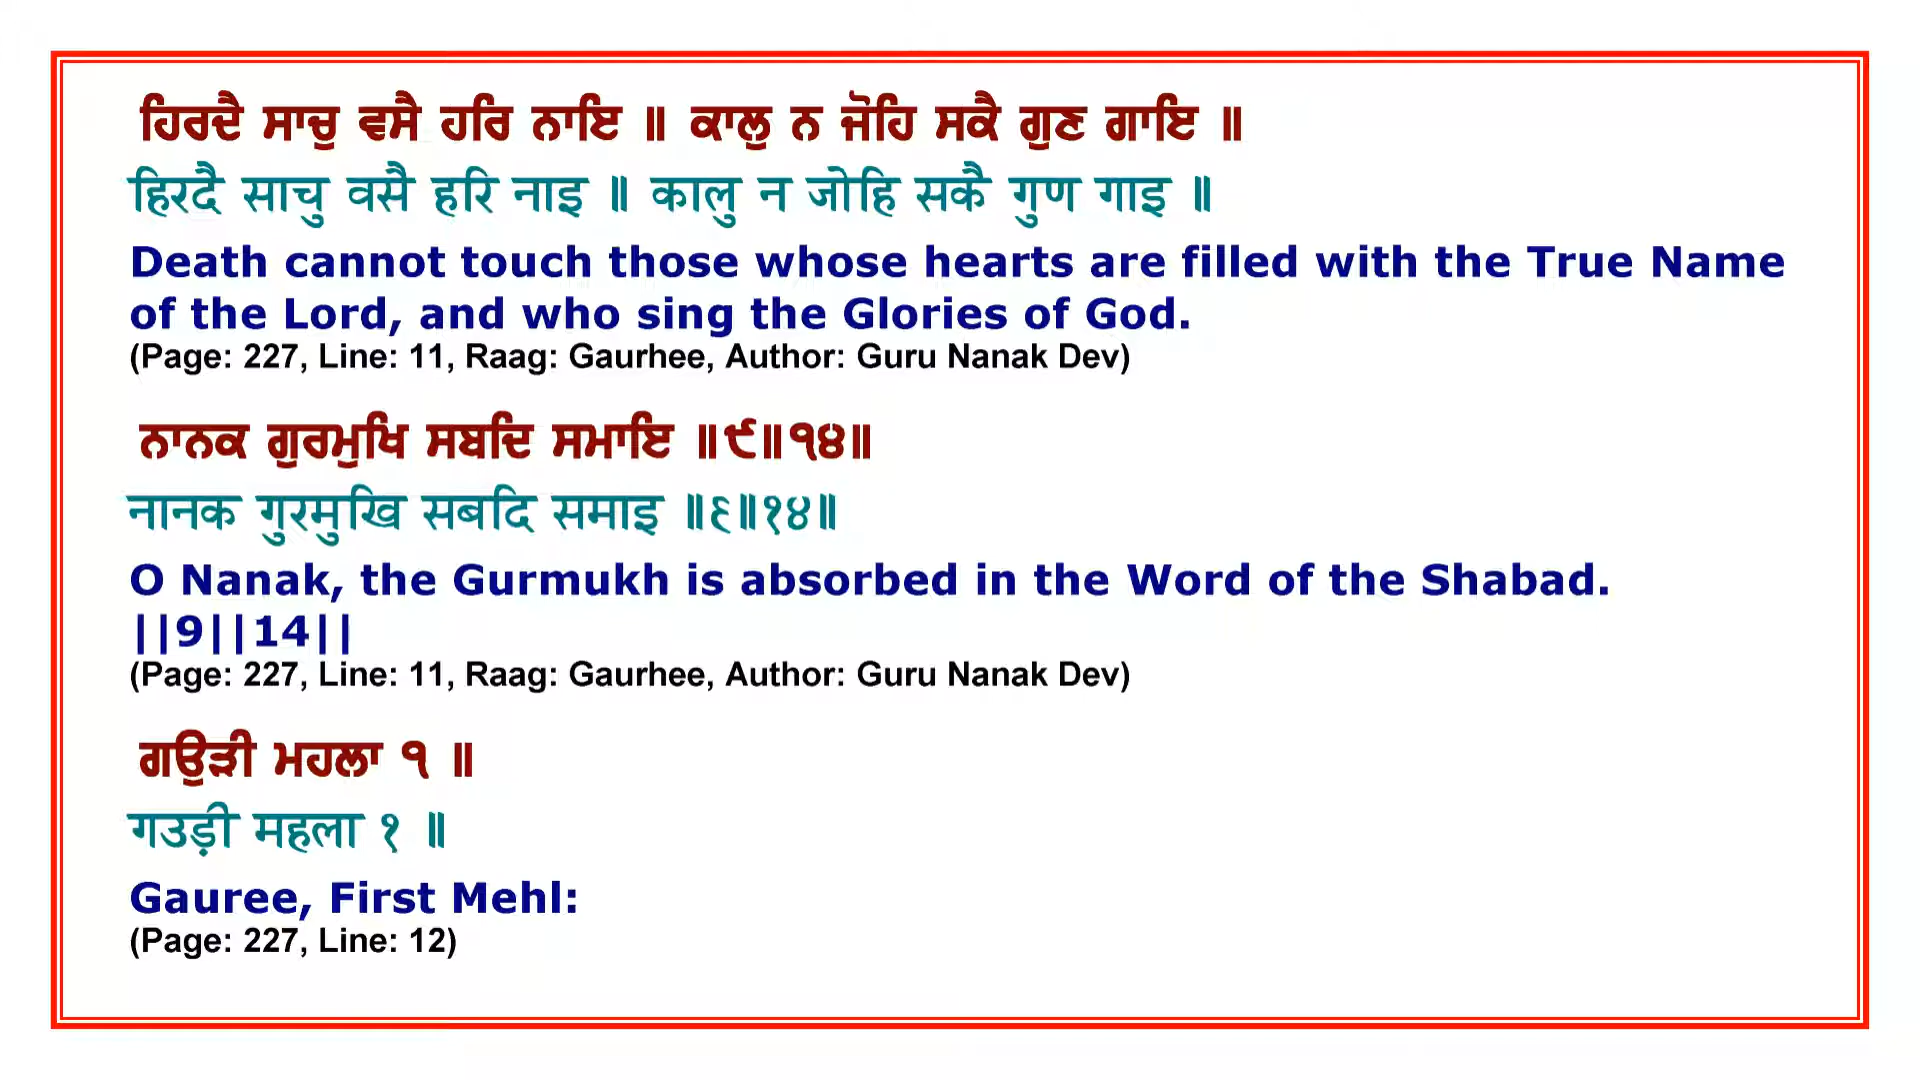 ਹਿਰਦੈ ਸਾਚੁ ਵਸੈ ਹਰਿ ਨਾਇ ॥ ਕਾਲੁ ਨ ਜੋਹਿ ਸਕੈ ਗੁਣ ਗਾਇ ॥
हिरदै साचु वसै हरि नाइ ॥ कालु न जोहि सकै गुण गाइ ॥
Death cannot touch those whose hearts are filled with the True Name
of the Lord, and who sing the Glories of God.
(Page: 227, Line: 11, Raag: Gaurhee, Author: Guru Nanak Dev)
ਨਾਨਕ ਗੁਰਮੁਖਿ ਸਬਦਿ ਸਮਾਇ ॥੯॥੧੪॥
नानक गुरमुखि सबदि समाइ ॥९॥१४॥
O Nanak, the Gurmukh is absorbed in the Word of the Shabad.
||9||14||
(Page: 227, Line: 11, Raag: Gaurhee, Author: Guru Nanak Dev)
ਗਉੜੀ ਮਹਲਾ ੧ ॥
गउड़ी महला १ ॥
Gauree, First Mehl:
(Page: 227, Line: 12)